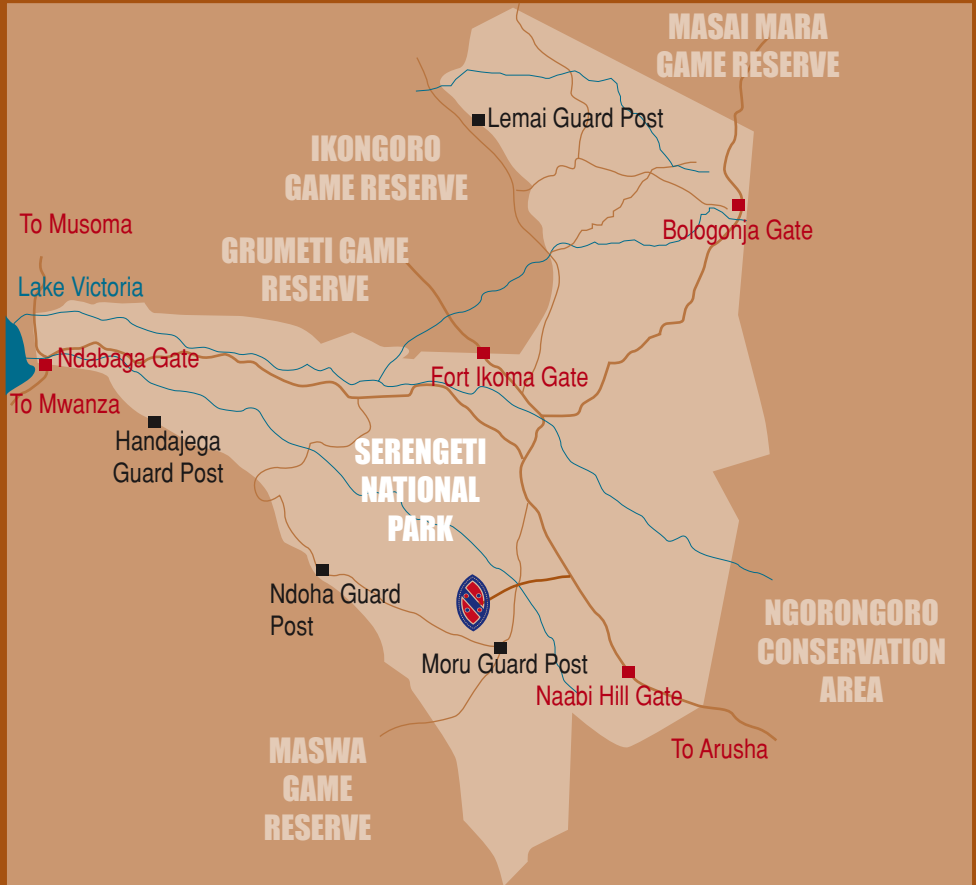 MASAI MARA
GAME RESERVE
Lemai Guard Post
IKONGORO
GAME RESERVE
To Musoma
Bologonja Gate
GRUMETI GAME
RESERVE
Lake Victoria
Ndabaga Gate
Fort Ikoma Gate
To Mwanza
Handajega
Guard Post
SERENGETI
NATIONAL
PARK
Ndoha Guard
Post
NGORONGORO
CONSERVATION
AREA
Moru Guard Post
Naabi Hill Gate
To Arusha
MASWA
GAME
RESERVE